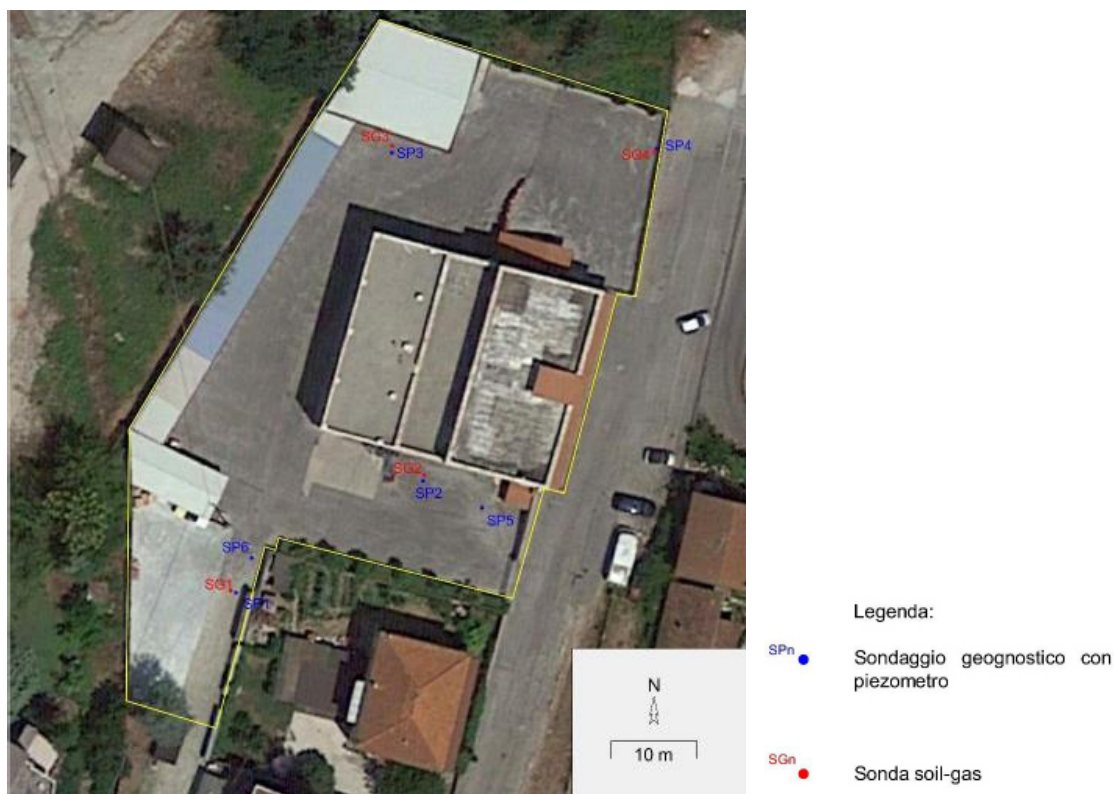 SG3
SP3
SP4
SG4
SG2
SP2
SP5
SP6
SG1
SP1
N
10 m
Legenda:
SPn
Sondaggio geognostico con
piezometro
SGn
Sonda soil-gas